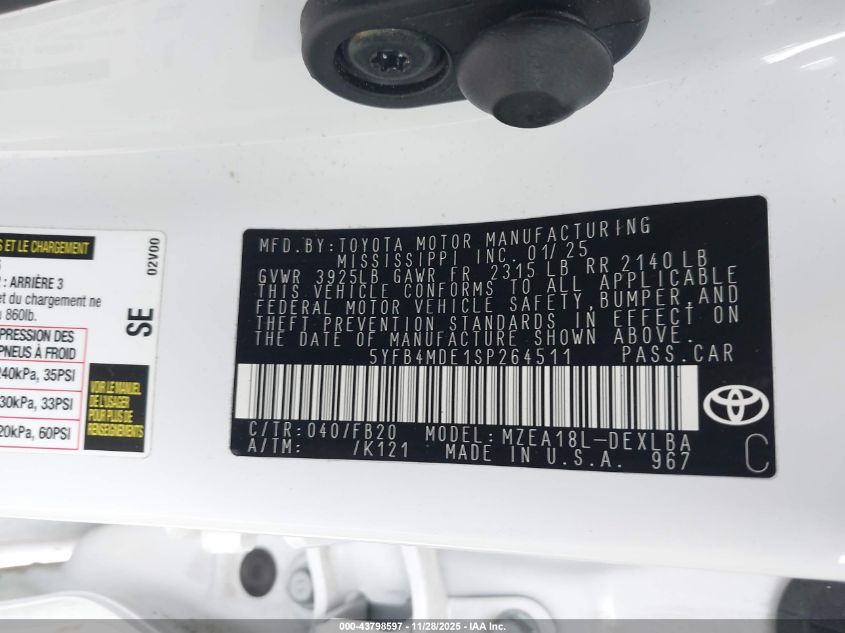 S ET LE CHARGEMENT
: ARRIÈRE 3
et du chargement ne
860lb.
PRESSION DES
PNEUS À FROID
240kPa, 35PSI
230kPa, 33PSI
420kPa, 60PSI
VOIR LE MANUEL
DE L'USAGER
POUR PLUS DE
RENSEIGNEMENTS
02V00
SE
MFD. BY: TOYOTA MOTOR MANUFACTURING
MISSISSIPPI INC. 01/25
GVWR 3925LB GAWR FR 2315 LB RR 2140 LB
THIS VEHICLE CONFORMS TO ALL APPLICABLE
FEDERAL MOTOR VEHICLE SAFETY, BUMPER, AND
THEFT PREVENTION STANDARDS IN EFFECT ON
THE DATE OF MANUFACTURE SHOWN ABOVE.
5YFB4MDE1SP264511 PASS. CAR
C/TR: 040/FB20 MODEL: MZEA18L-DEXLBA
A/TM: /K121 MADE IN U.S.A. 967
C
000-43798597 - 11/28/2025 - IAA Inc.